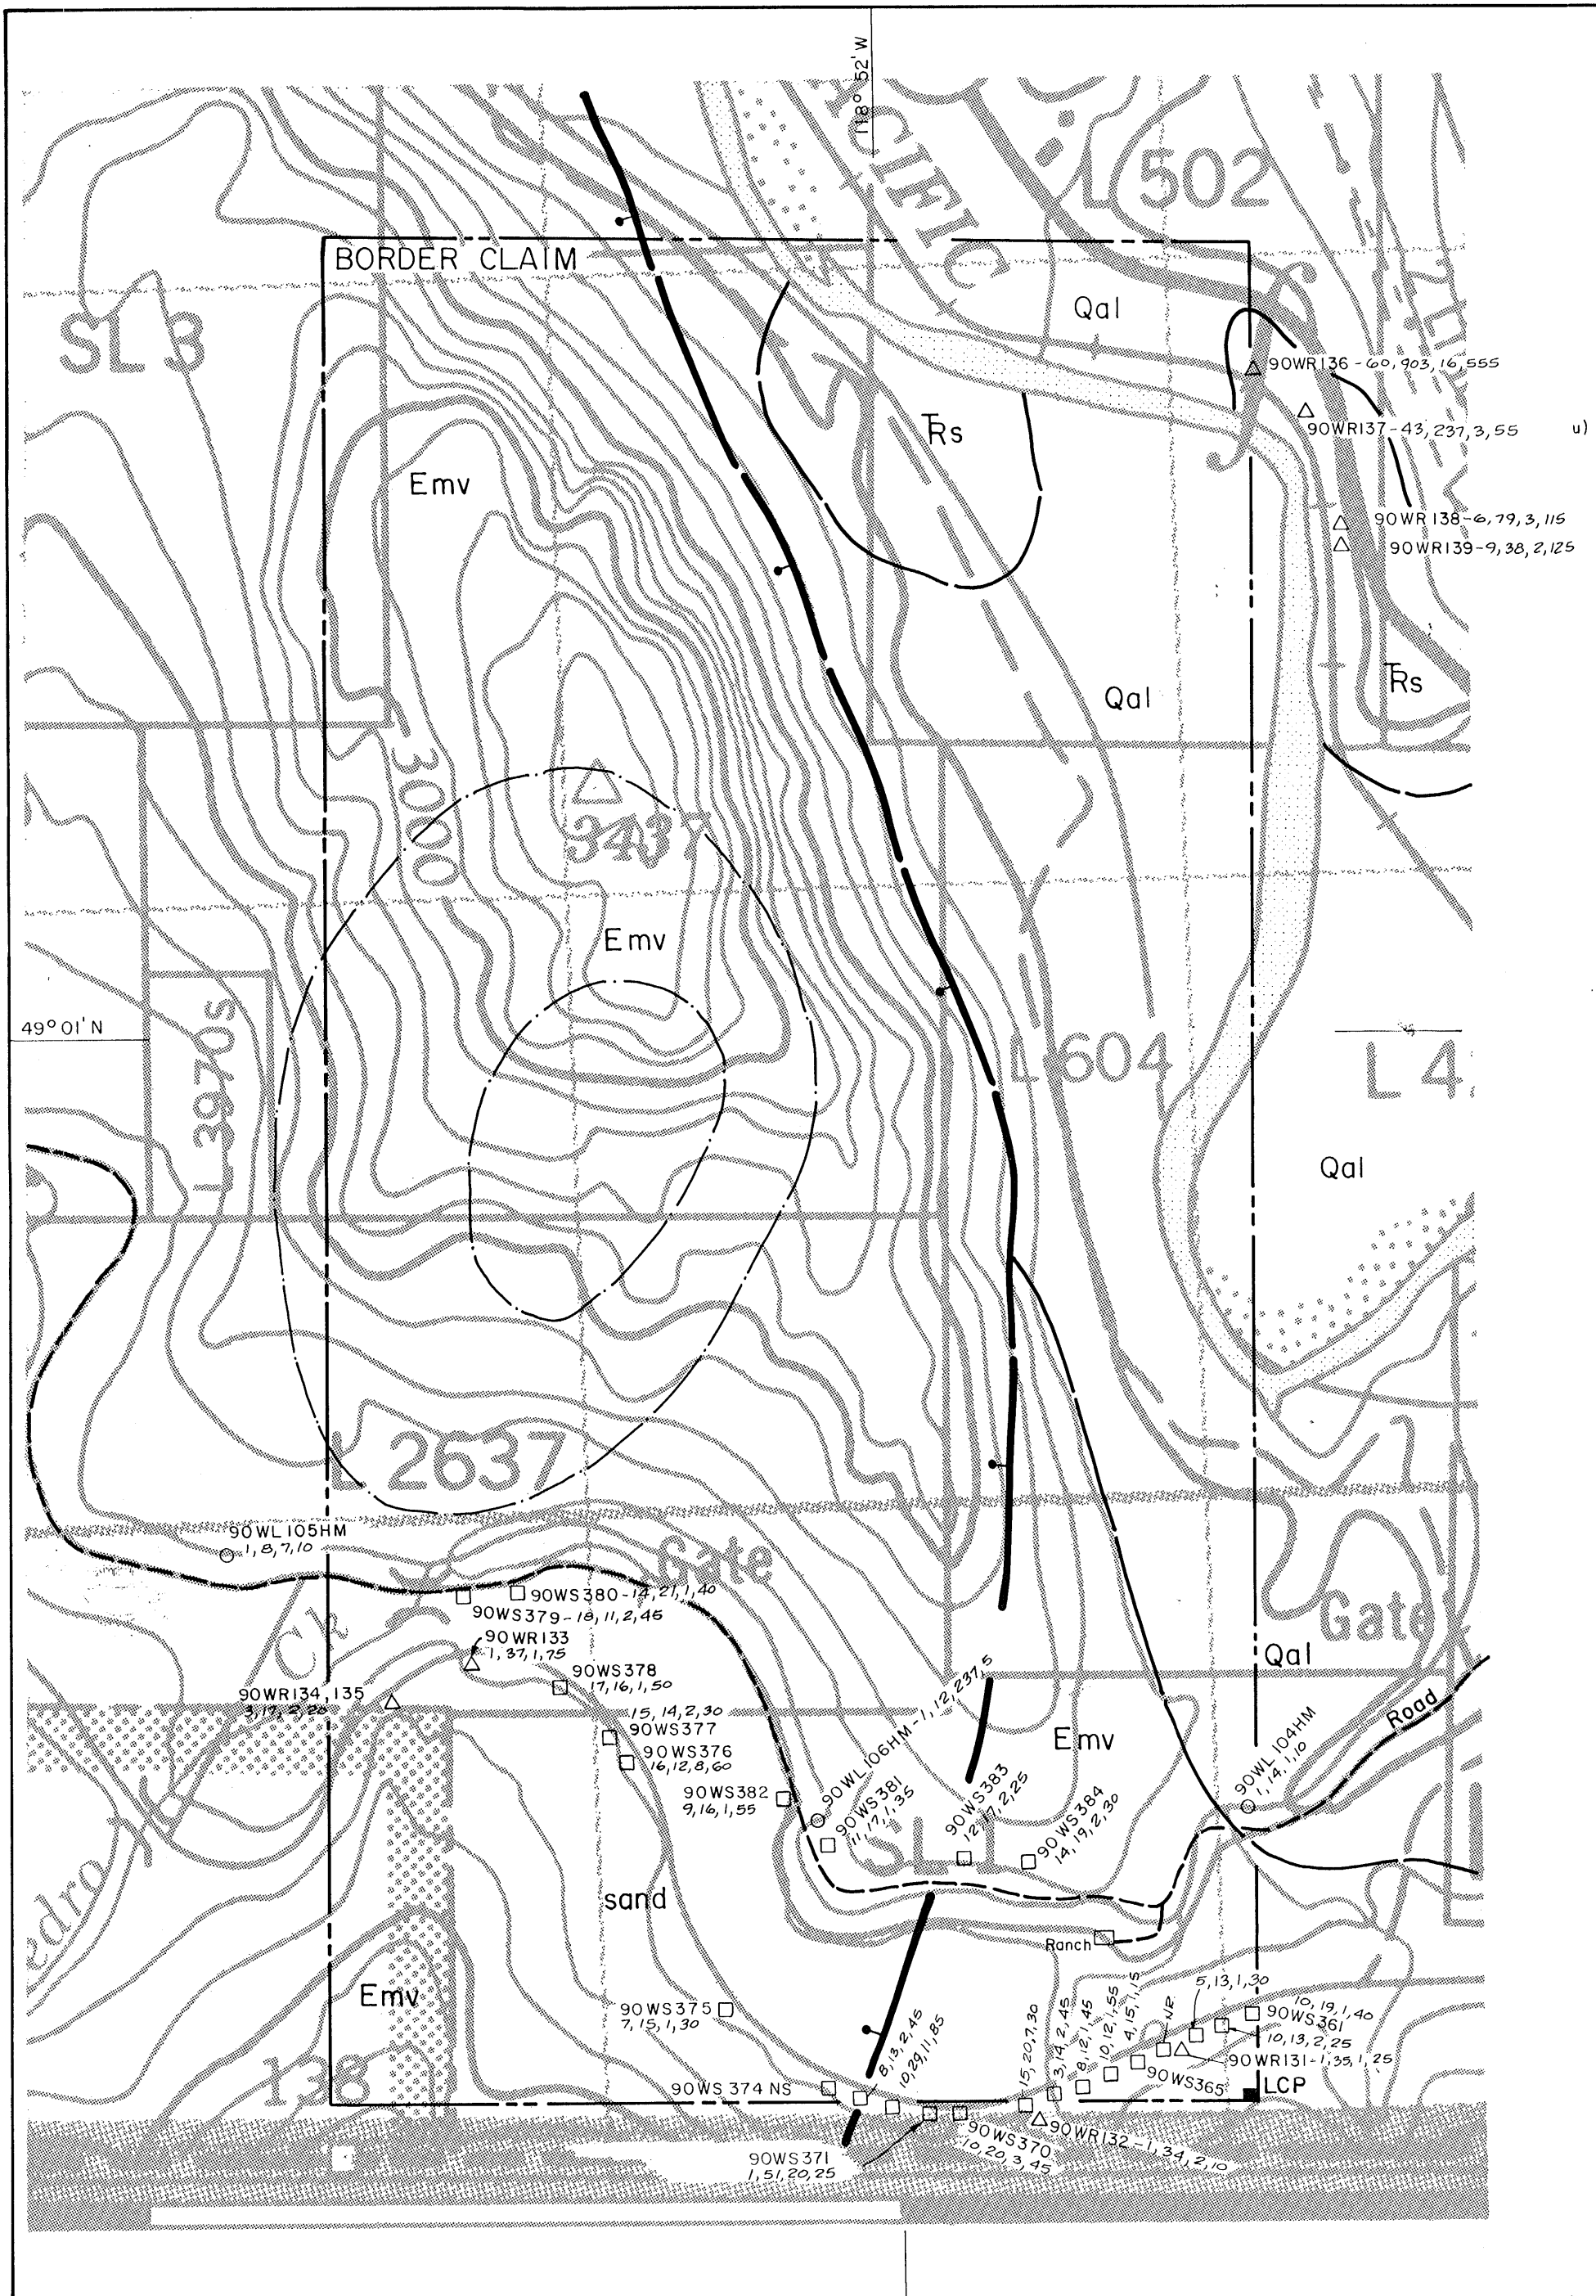 118° 52' W
ACIFIC
L 502
BORDER CLAIM
Qal
SL 3
90WR136 - 60, 903, 16, 555
90WR137 - 43, 237, 3, 55
u)
TRs
Emv
90WR138 - 6, 79, 3, 115
90WR139 - 9, 38, 2, 125
TRs
Qal
3000
3437
Emv
49° 01' N
L 3970s
L 604
L 4
Qal
L 2637
90WL105HM
1, 8, 7, 10
Gate
90WS380 - 14, 21, 1, 40
90WS379 - 18, 11, 2, 45
Gate
90WR133
1, 37, 1, 75
Cr
Qal
90WS378
17, 16, 1, 50
90WR134, 135
3, 17, 2, 20
15, 14, 2, 30
90WS377
90WS376
16, 12, 8, 60
90WL106HM - 1, 12, 237, 5
Emv
Road
90WL104HM
1, 14, 1, 10
90WS382
9, 16, 1, 55
90WS381
11, 17, 1, 35
90WS383
90WS384
14, 19, 2, 30
SL 1
sand
edro
Ranch
Emv
90WS375
7, 15, 1, 30
5, 13, 1, 30
10, 19, 1, 40
90WS361
10, 13, 2, 25
90WR131 - 1, 35, 1, 25
NR
4, 15, 1, 15
10, 12, 1, 55
8, 12, 1, 45
3, 14, 2, 45
15, 20, 7, 30
90WS365
LCP
138
8, 13, 2, 45
10, 29, 11, 85
90WS 374 NS
90WS370
10, 20, 3, 45
90WR132 - 1, 34, 2, 10
90WS371
1, 51, 20, 25